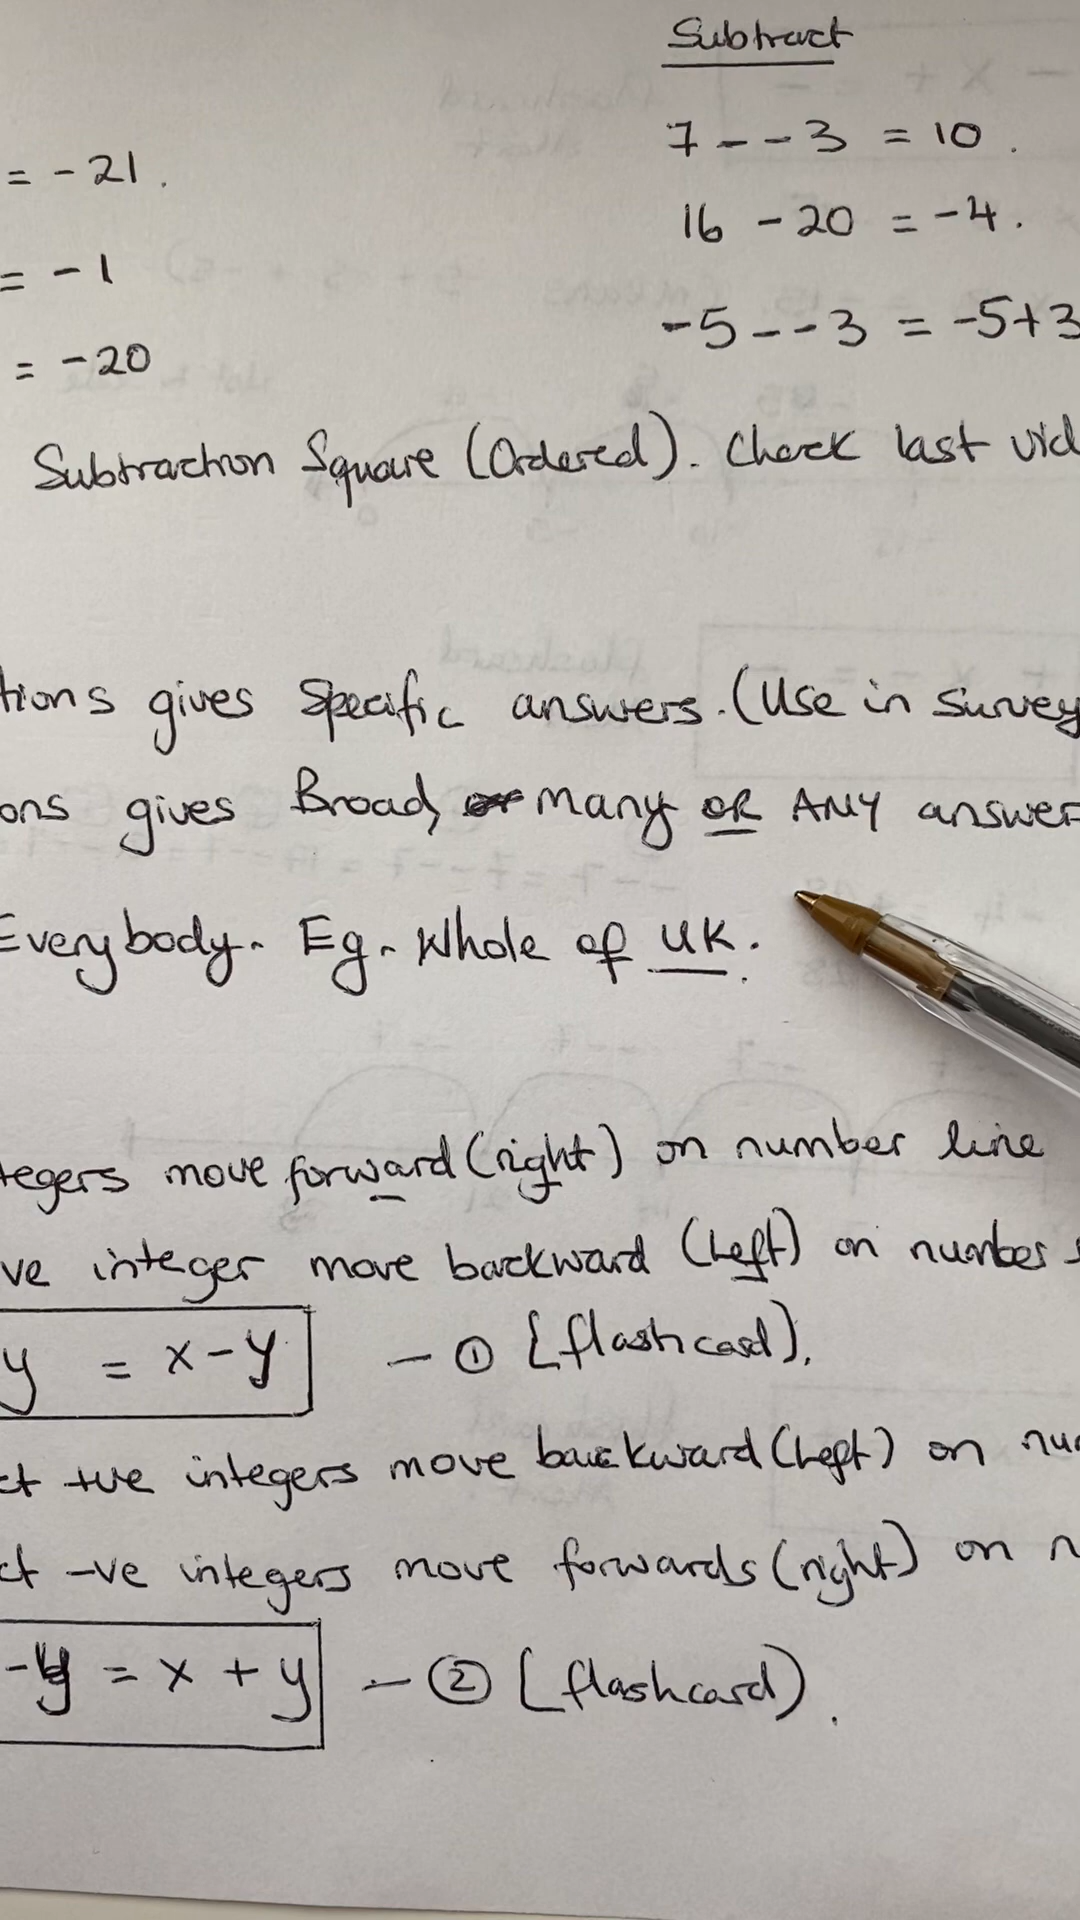 Subtract
7 - - 3 = 10 .
= - 21 .
16 - 20 = - 4 .
= - 1
- 5 - - 3 = - 5 + 3
= - 20
Subtraction Square (Ordered). Check last vid
tions gives Specific answers. (Use in Survey
ons gives Broad, or many OR ANY answer
Everybody. Eg. Whole of UK.
tegers move forward (right) on number line
ve integer move backward (Left) on number
y = x - y — ① [flashcard).
ct +ve integers move backward (Left) on nu
ct -ve integers move forwards (right) on n
- y = x + y — ② [flashcard).